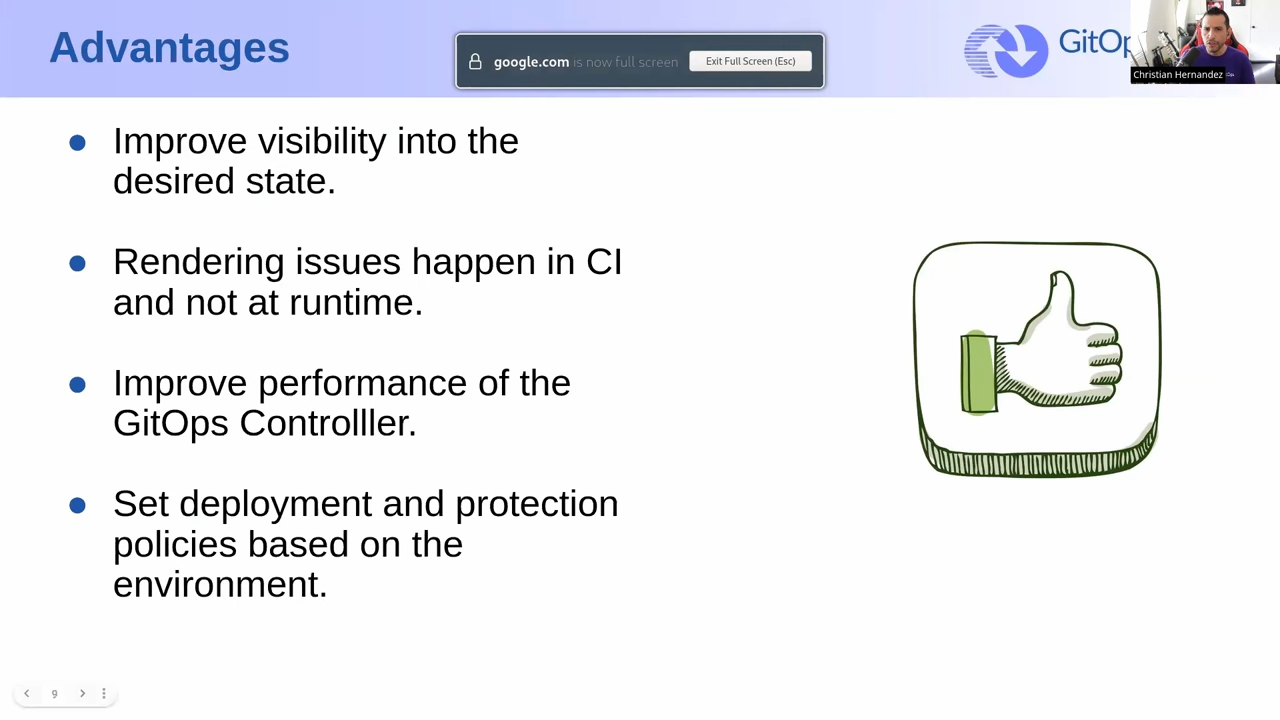 Advantages
google.com is now full screen
Exit Full Screen (Esc)
GitOp
Christian Hernandez
Improve visibility into the
desired state.
Rendering issues happen in CI
and not at runtime.
Improve performance of the
GitOps Controlller.
Set deployment and protection
policies based on the
environment.
9